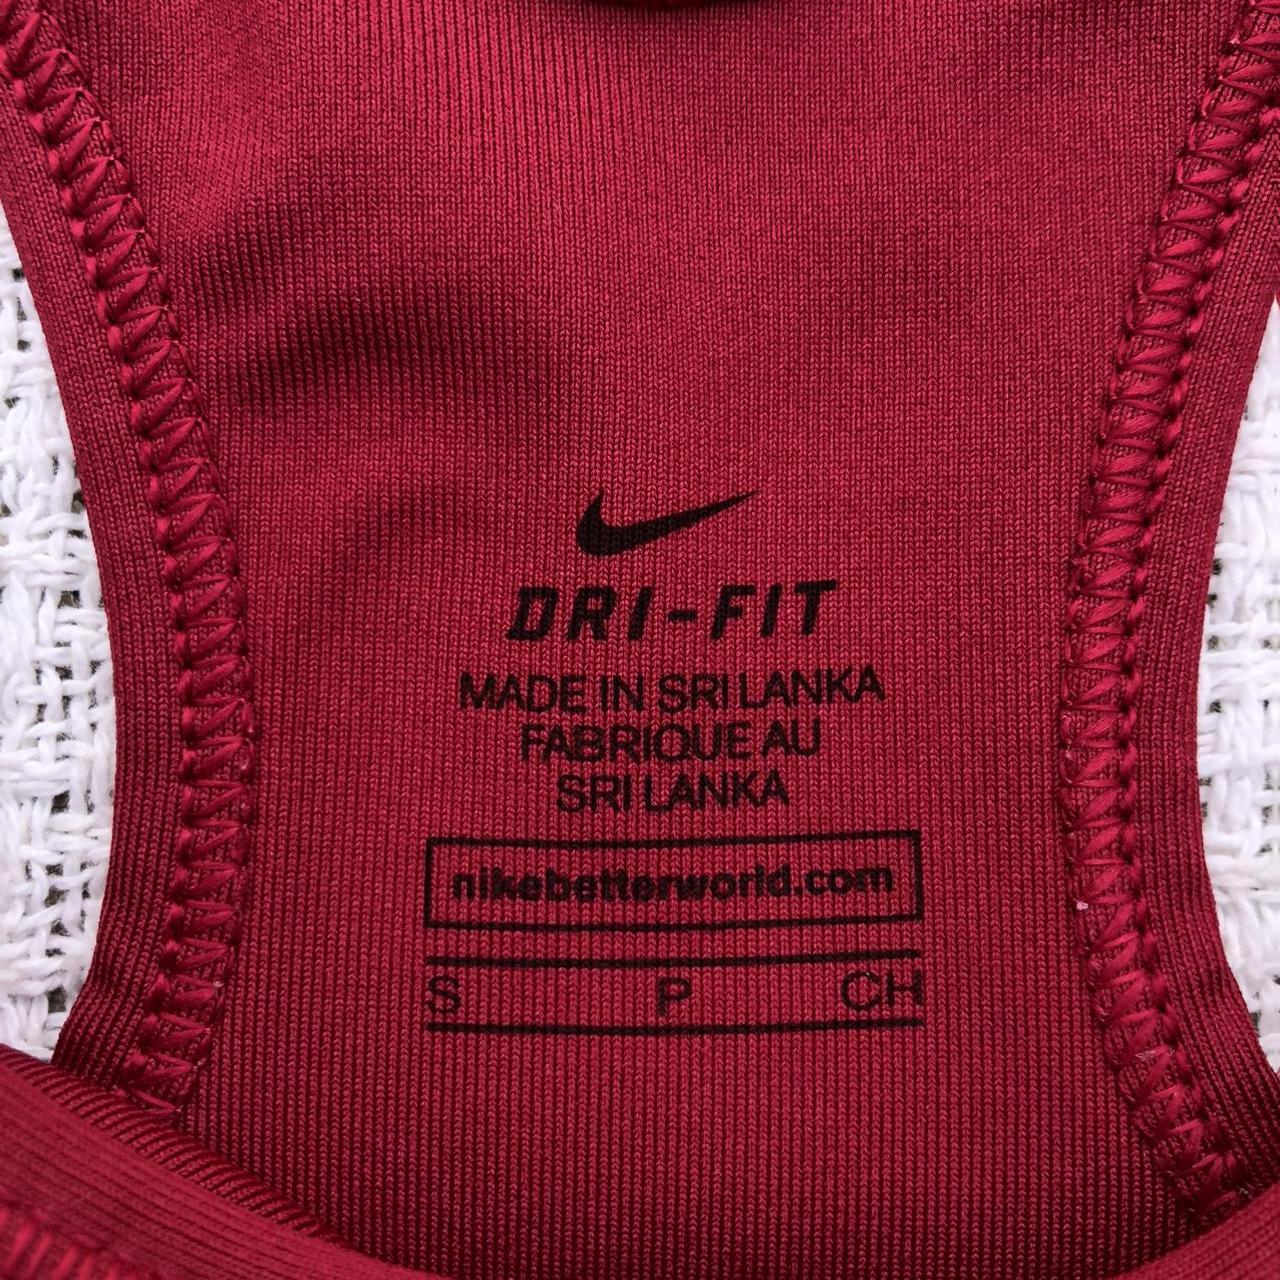 DRI-FIT
MADE IN SRI LANKA
FABRIQUE AU
SRI LANKA
nikebetterworld.com
S P CH